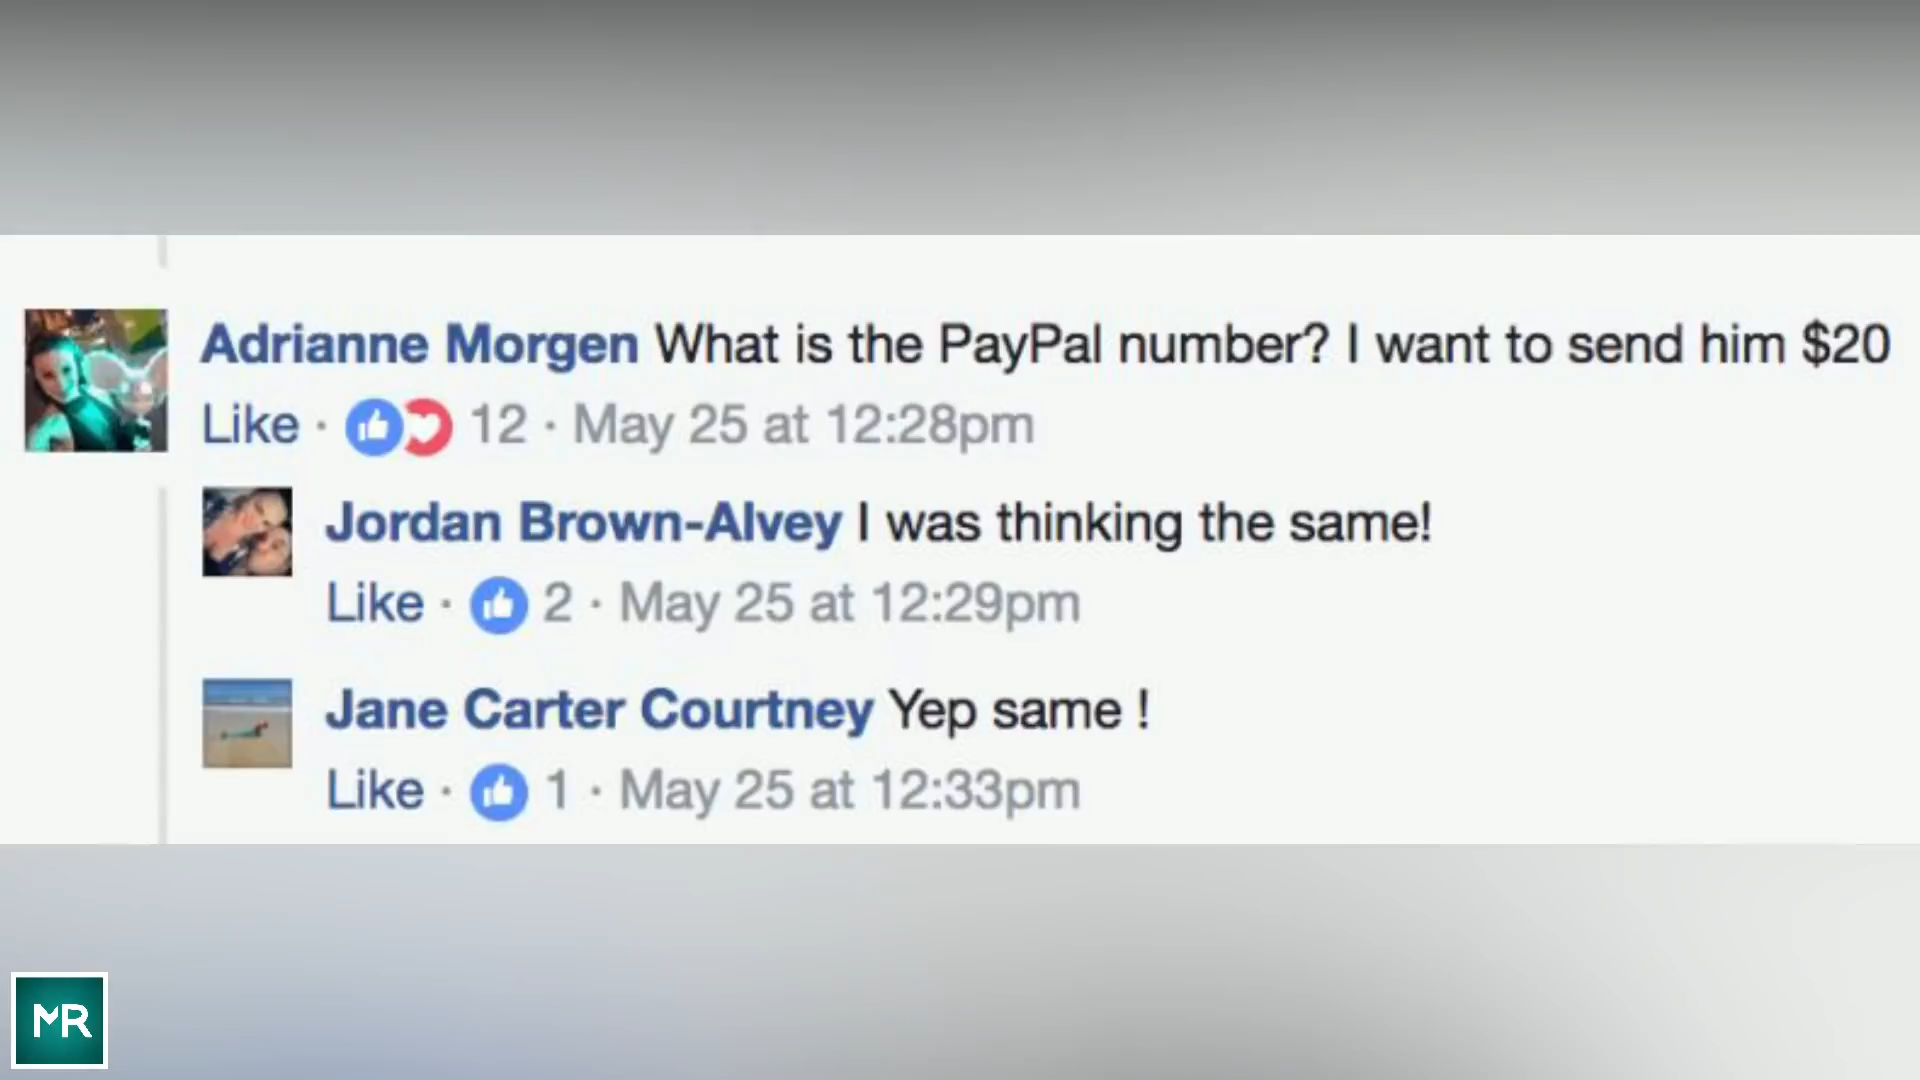 Adrianne Morgen What is the PayPal number? I want to send him $20
Like · 12 · May 25 at 12:28pm
Jordan Brown-Alvey I was thinking the same!
Like · 2 · May 25 at 12:29pm
Jane Carter Courtney Yep same !
Like · 1 · May 25 at 12:33pm
MR